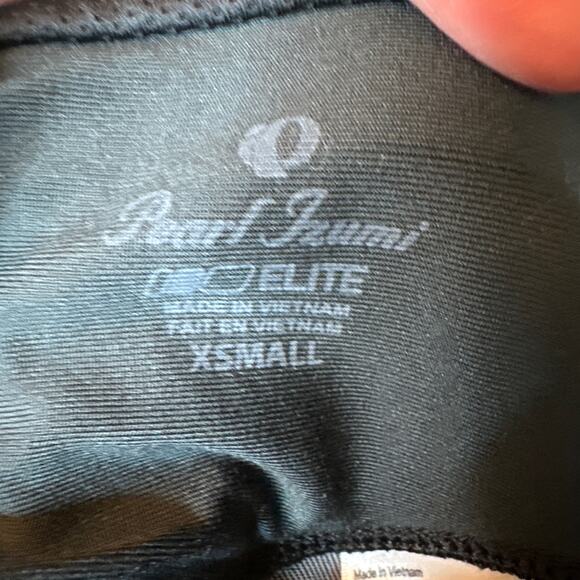 Pearl Izumi
ELITE
MADE IN VIETNAM
FAIT EN VIETNAM
XSMALL
Made in Vietnam